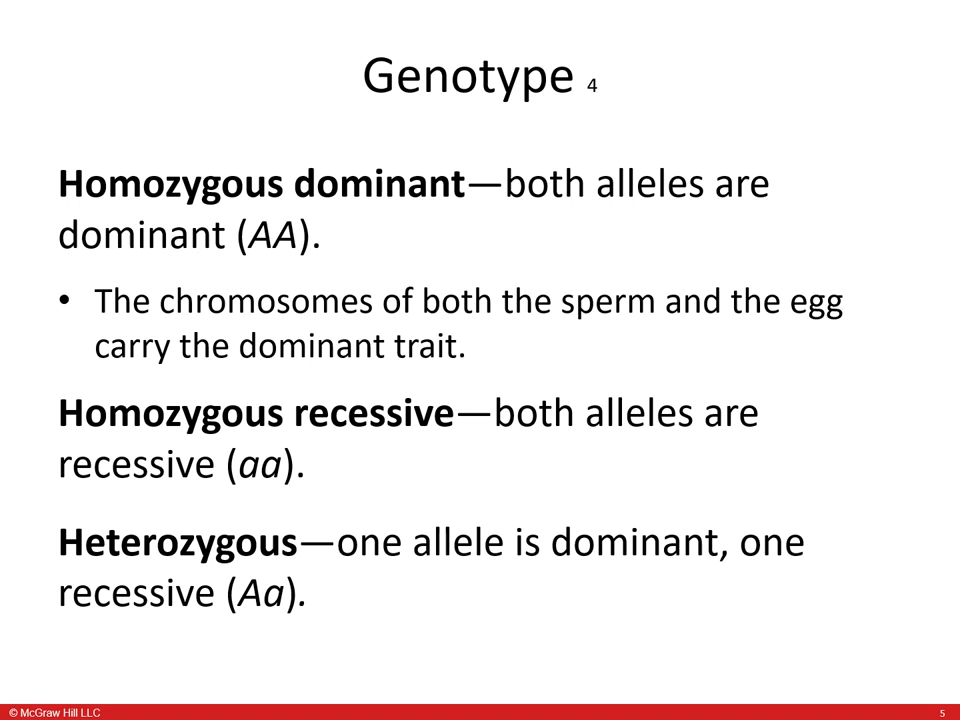 Genotype 4
Homozygous dominant—both alleles are
dominant (AA).
• The chromosomes of both the sperm and the egg
carry the dominant trait.
Homozygous recessive—both alleles are
recessive (aa).
Heterozygous—one allele is dominant, one
recessive (Aa).
© McGraw Hill LLC
5